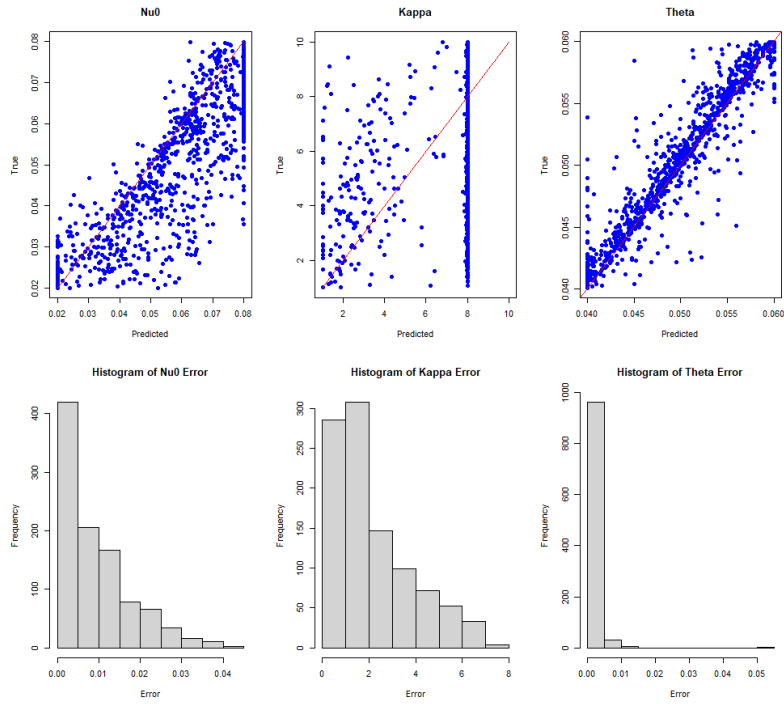 Nu0
Kappa
Theta
True
0.02 0.03 0.04 0.05 0.06 0.07 0.08
0.02 0.03 0.04 0.05 0.06 0.07 0.08
Predicted
True
2 4 6 8 10
2 4 6 8 10
Predicted
True
0.040 0.045 0.050 0.055 0.060
0.040 0.045 0.050 0.055 0.060
Predicted
Histogram of Nu0 Error
Histogram of Kappa Error
Histogram of Theta Error
Frequency
0 100 200 300 400
0.00 0.01 0.02 0.03 0.04
Error
Frequency
0 50 100 150 200 250 300
0 2 4 6 8
Error
Frequency
0 200 400 600 800 1000
0.00 0.01 0.02 0.03 0.04 0.05
Error